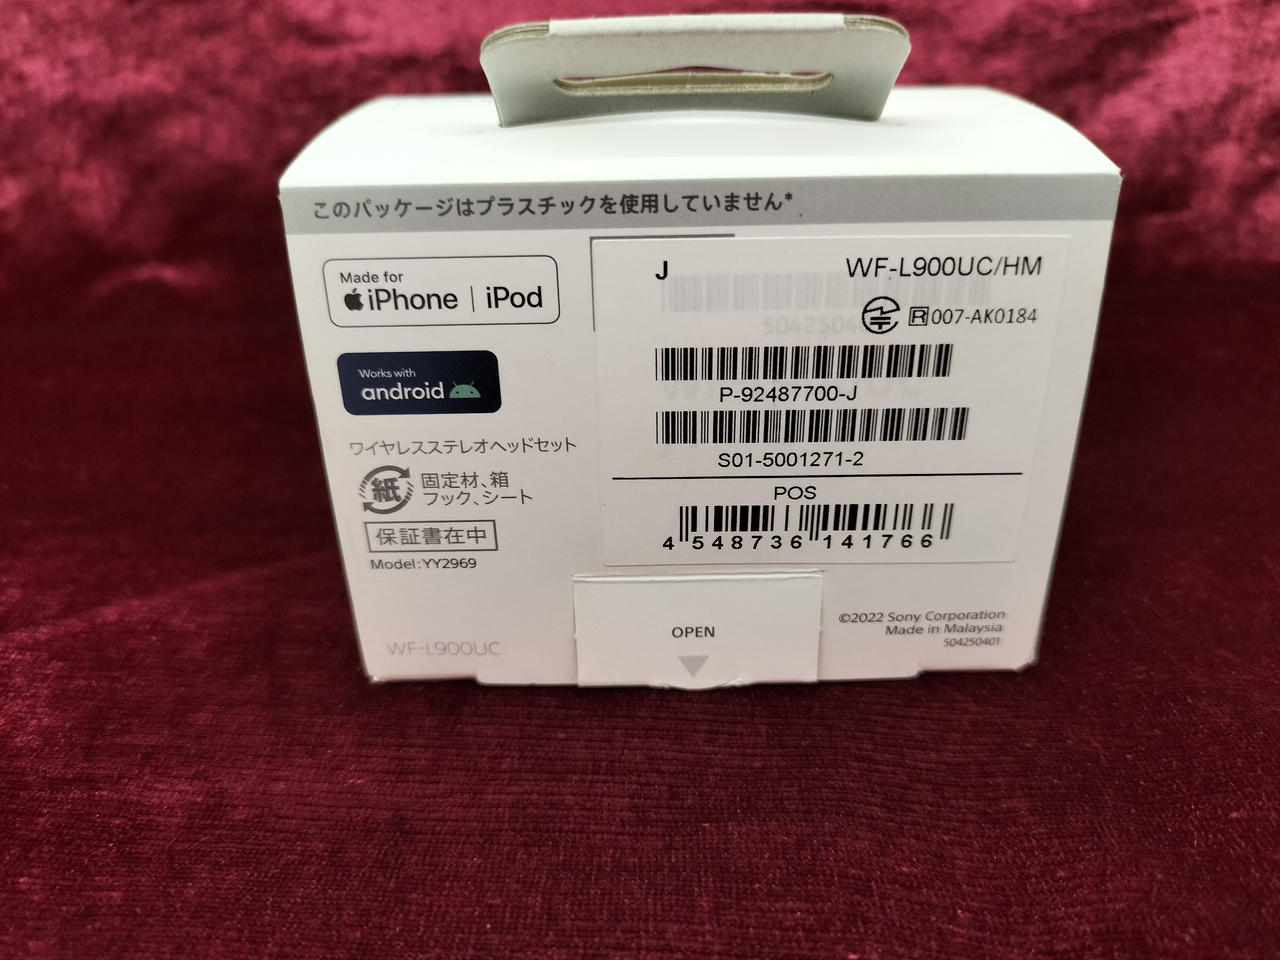 このパッケージはプラスチックを使用していません*
Made for
iPhone | iPod
Works with
android
ワイヤレスステレオヘッドセット
紙
固定材、箱
フック、シート
保証書在中
Model:YY2969
WF-L900UC
J
WF-L900UC/HM
R 007-AK0184
P-92487700-J
S01-5001271-2
POS
4 548736 141766
OPEN
©2022 Sony Corporation
Made in Malaysia
504250401